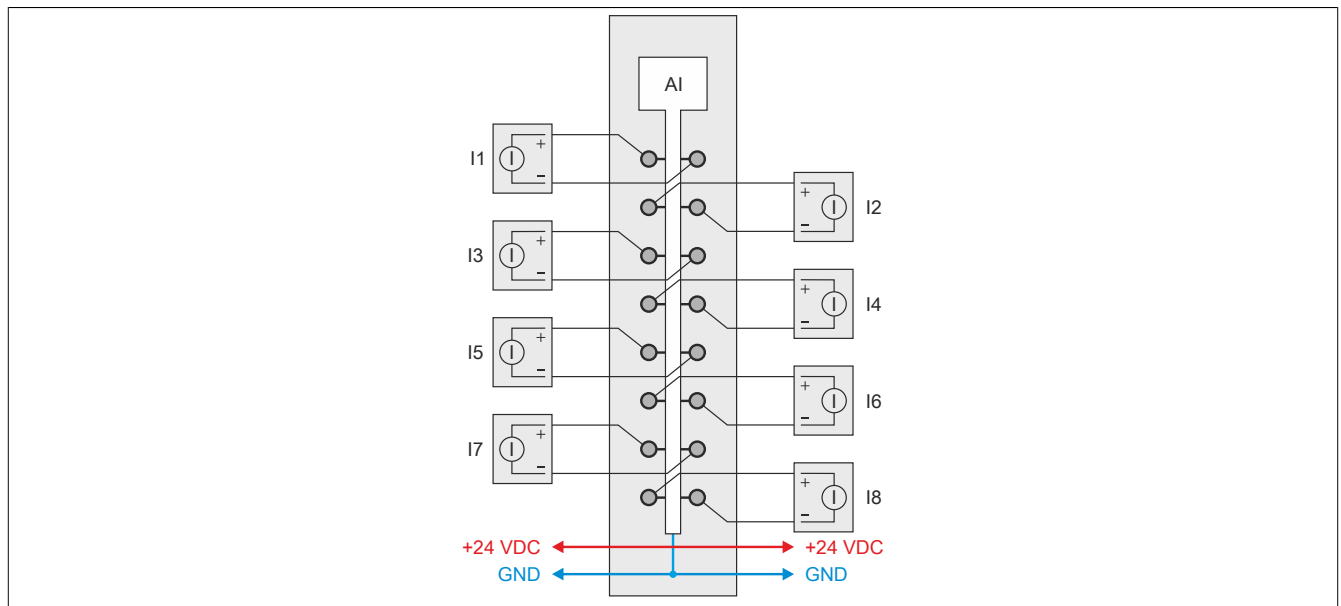 AI
I1
I
+
−
I2
I
+
−
I3
I
+
−
I4
I
+
−
I5
I
+
−
I6
I
+
−
I7
I
+
−
I8
I
+
−
+24 VDC +24 VDC
GND GND